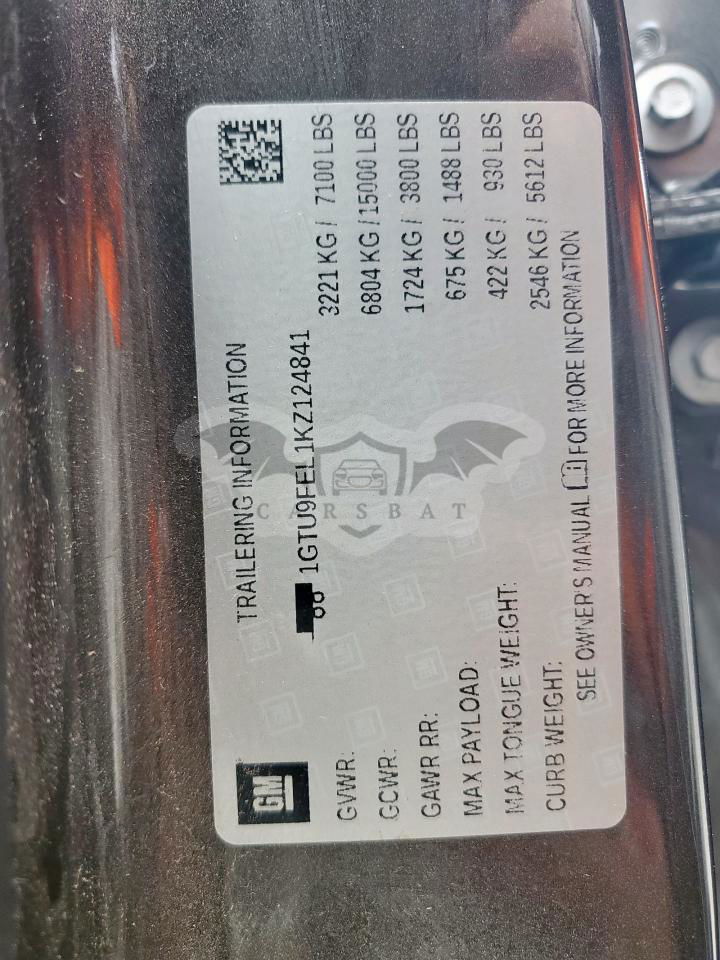 GM
TRAILERING INFORMATION
1GTU9FEL1KZ124841
GVWR: 3221 KG / 7100 LBS
GCWR: 6804 KG / 15000 LBS
GAWR RR: 1724 KG / 3800 LBS
MAX PAYLOAD: 675 KG / 1488 LBS
MAX TONGUE WEIGHT: 422 KG / 930 LBS
CURB WEIGHT: 2546 KG / 5612 LBS
SEE OWNER'S MANUAL FOR MORE INFORMATION
CARSBAT